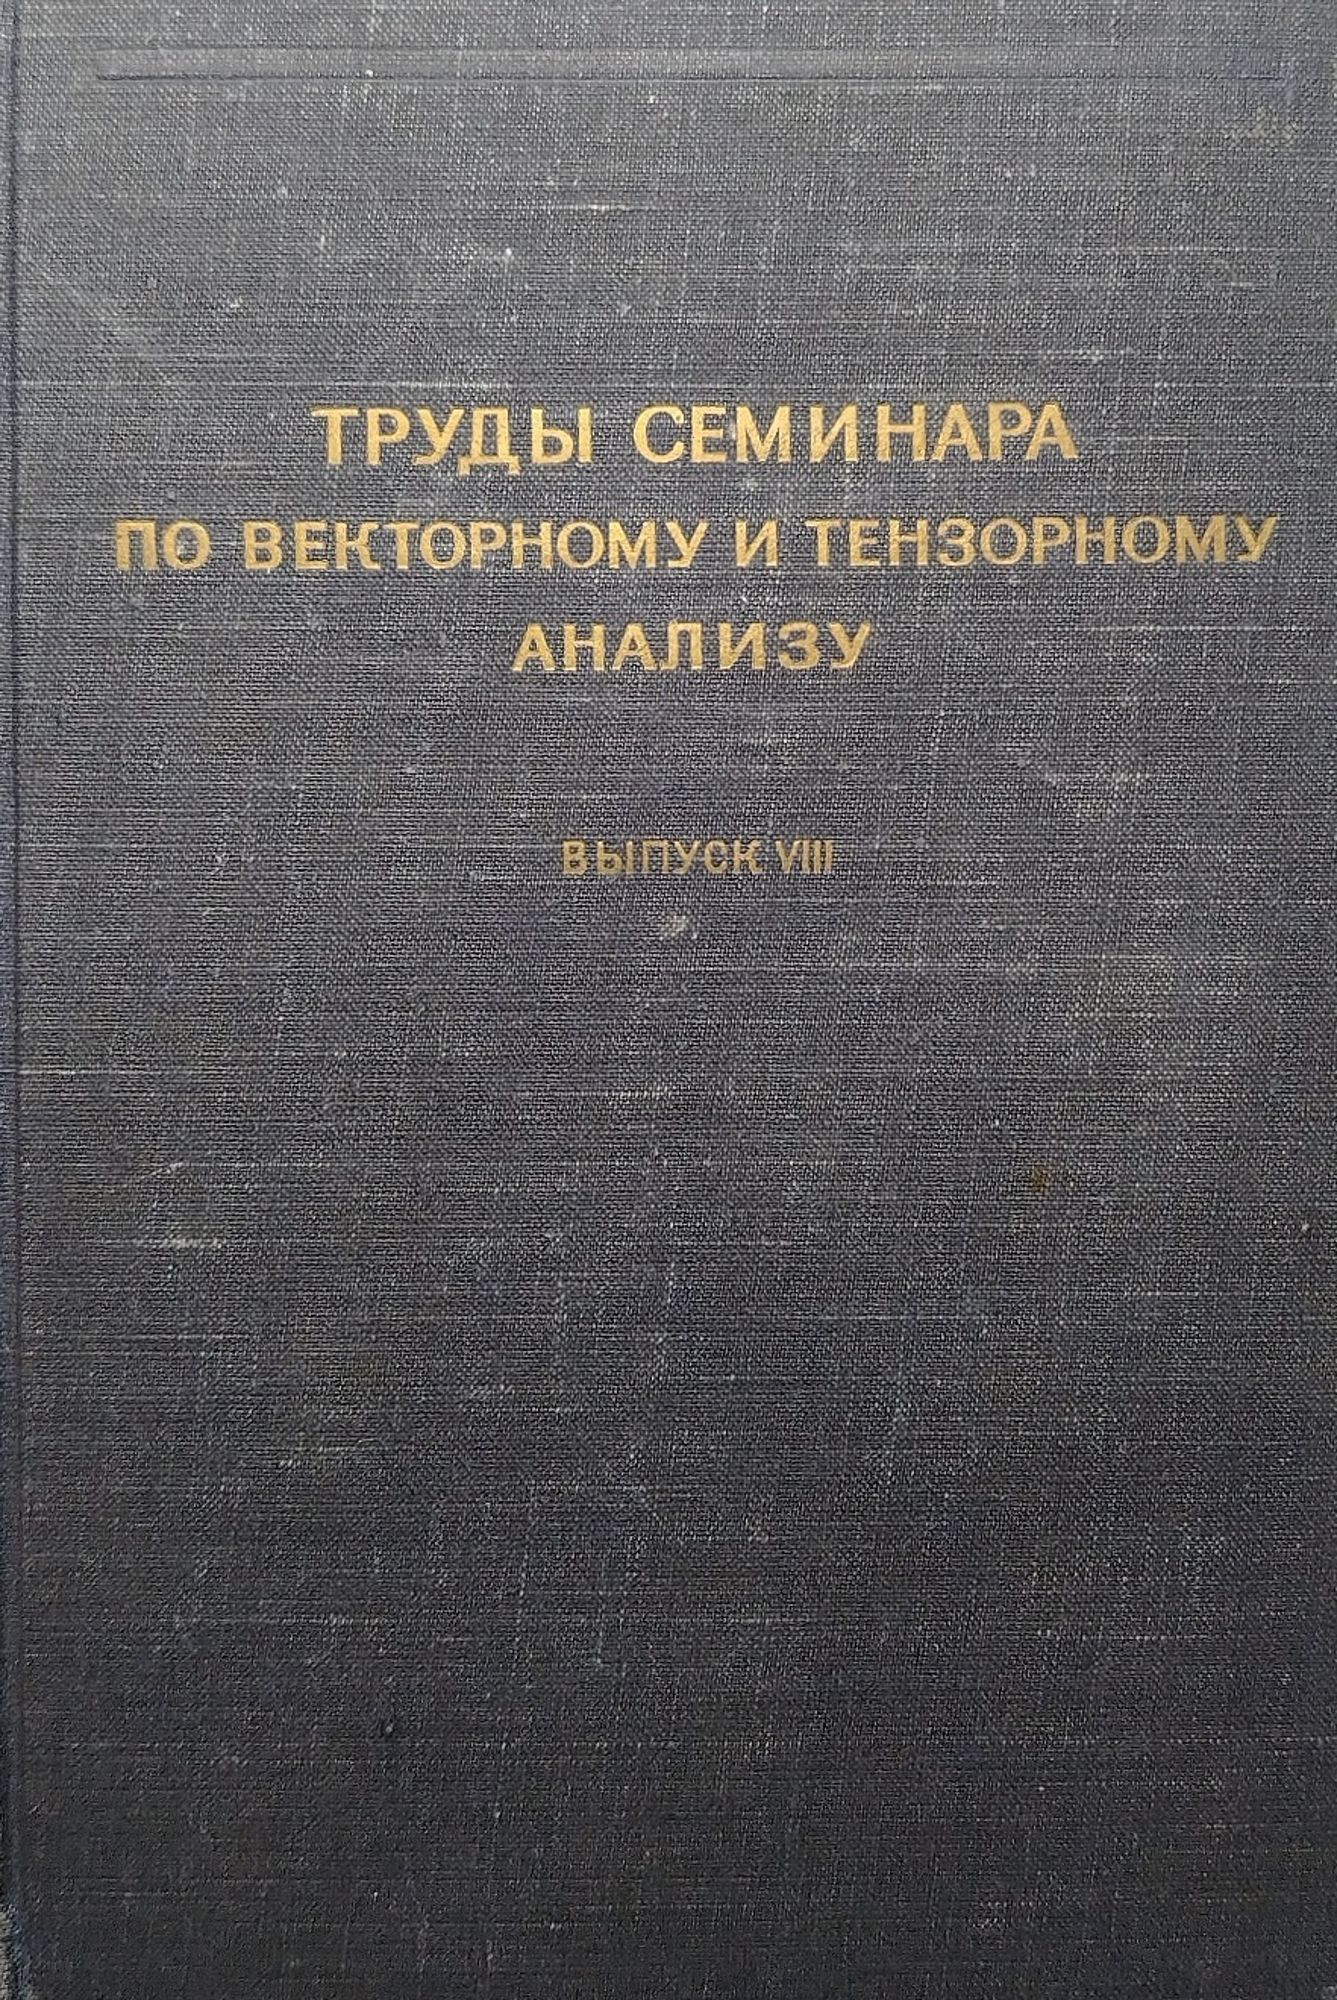 ТРУДЫ СЕМИНАРА
ПО ВЕКТОРНОМУ И ТЕНЗОРНОМУ
АНАЛИЗУ
ВЫПУСК VIII